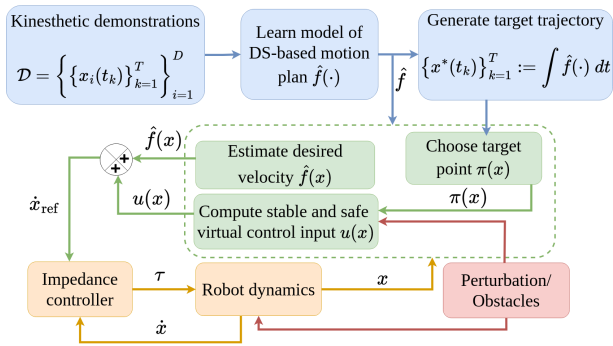 Kinesthetic demonstrations
𝒟 = { { x_i(t_k) }_{k=1}^{T} }_{i=1}^{D}
Learn model of
DS-based motion
plan f̂(·)
Generate target trajectory
{x*(t_k)}_{k=1}^{T} := ∫ f̂(·) dt
f̂
f̂(x)
Estimate desired
velocity f̂(x)
Choose target
point π(x)
π(x)
u(x)
Compute stable and safe
virtual control input u(x)
ẋ_ref
Impedance
controller
τ
Robot dynamics
x
Perturbation/
Obstacles
ẋ